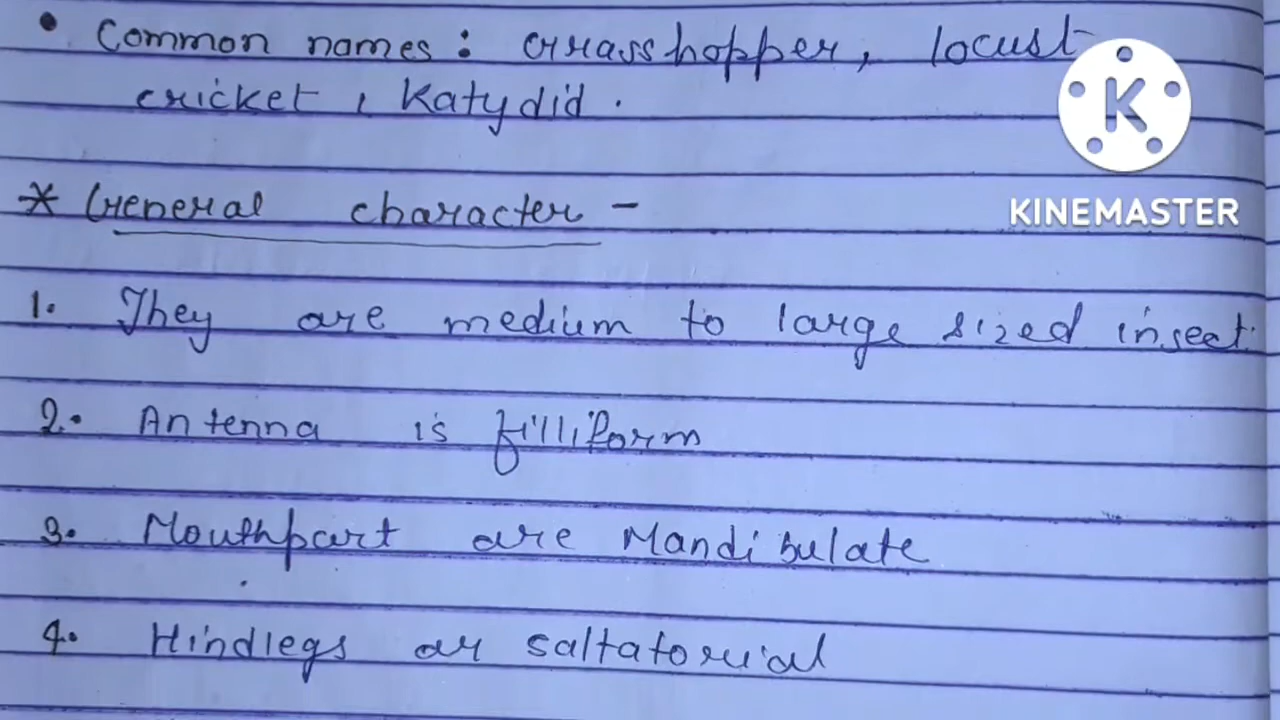 • Common names : Grasshopper, locust
cricket, Katydid.
* General character -
1. They are medium to large sized insect.
2. Antenna is filliform
3. Mouthpart are Mandibulate
4. Hindlegs ar saltatorial
K
KINEMASTER